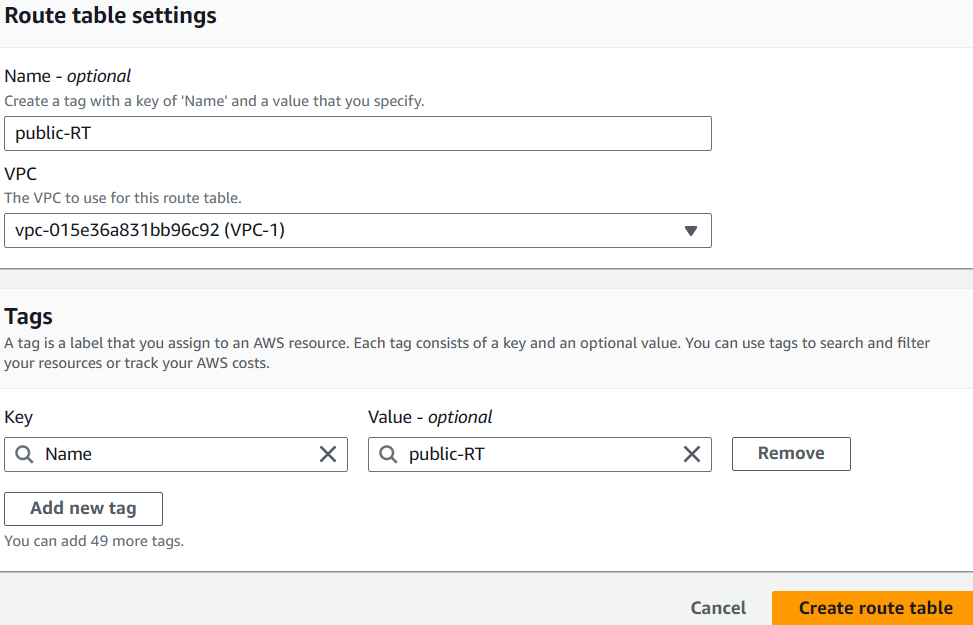 Route table settings
Name - optional
Create a tag with a key of 'Name' and a value that you specify.
public-RT
VPC
The VPC to use for this route table.
vpc-015e36a831bb96c92 (VPC-1)
Tags
A tag is a label that you assign to an AWS resource. Each tag consists of a key and an optional value. You can use tags to search and filter
your resources or track your AWS costs.
Key
Value - optional
Name
public-RT
Remove
Add new tag
You can add 49 more tags.
Cancel
Create route table